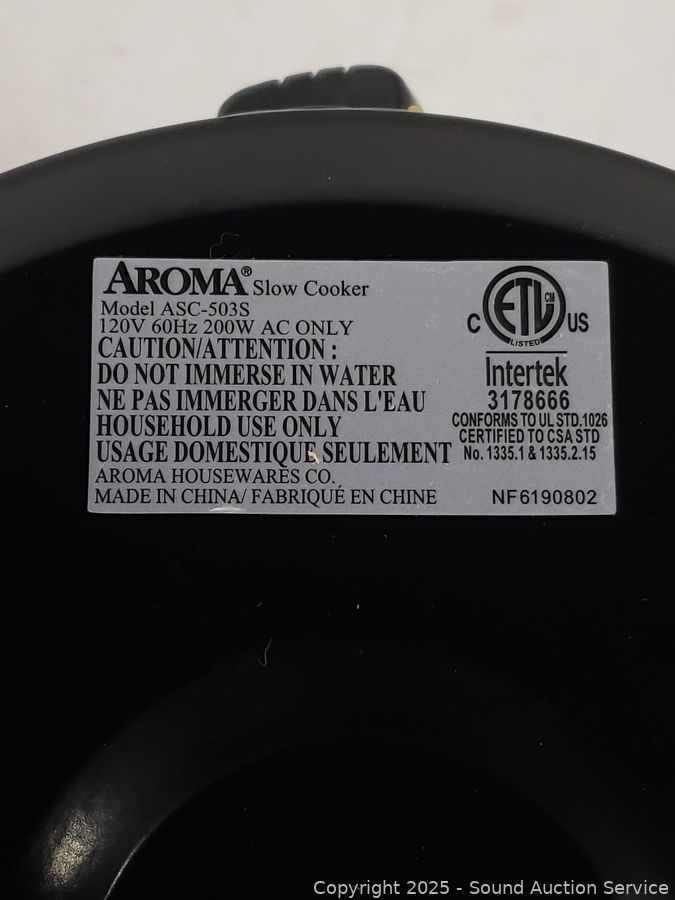 AROMA® Slow Cooker
Model ASC-503S
120V 60Hz 200W AC ONLY
CAUTION/ATTENTION :
DO NOT IMMERSE IN WATER
NE PAS IMMERGER DANS L'EAU
HOUSEHOLD USE ONLY
USAGE DOMESTIQUE SEULEMENT
AROMA HOUSEWARES CO.
MADE IN CHINA/ FABRIQUÉ EN CHINE
C ETL CM US
LISTED
Intertek
3178666
CONFORMS TO UL STD.1026
CERTIFIED TO CSA STD
No. 1335.1 & 1335.2.15
NF6190802
Copyright 2025 - Sound Auction Service